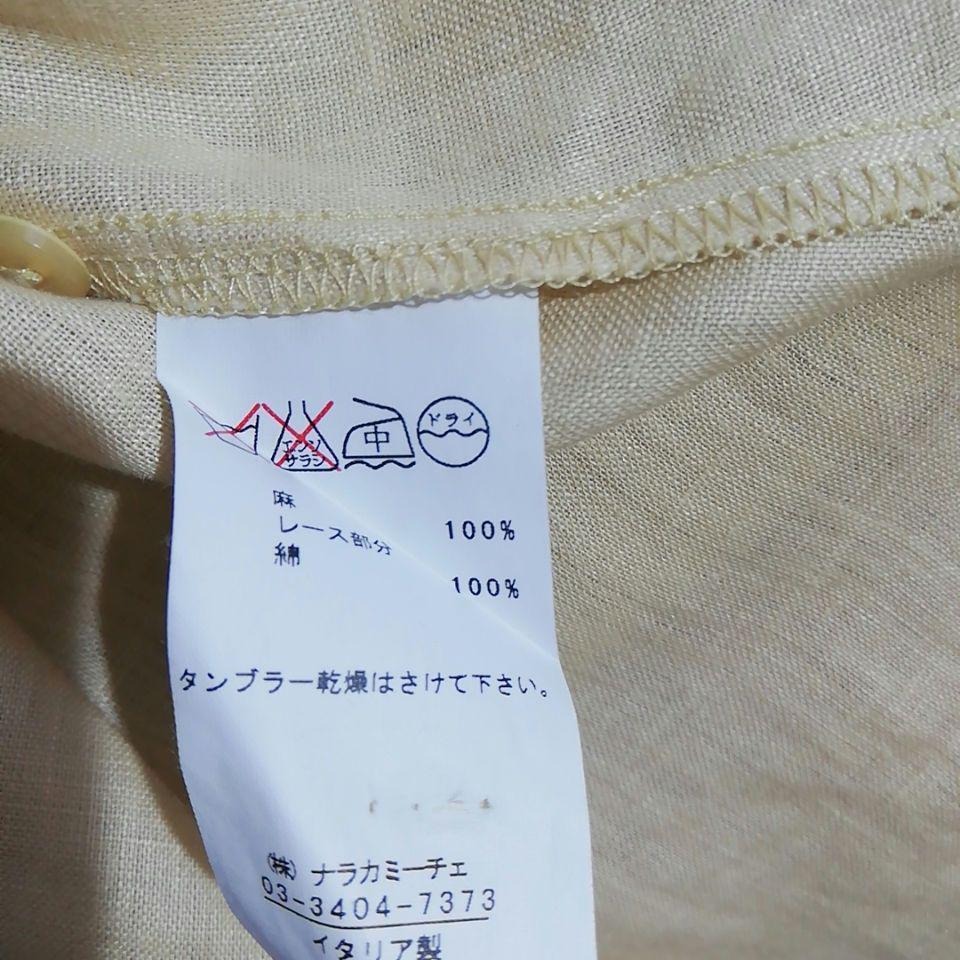 エンソ
サラシ
中
ドライ
麻 100%
レース部分
綿 100%
タンブラー乾燥はさけて下さい。
(株) ナラカミーチェ
03-3404-7373
イタリア製